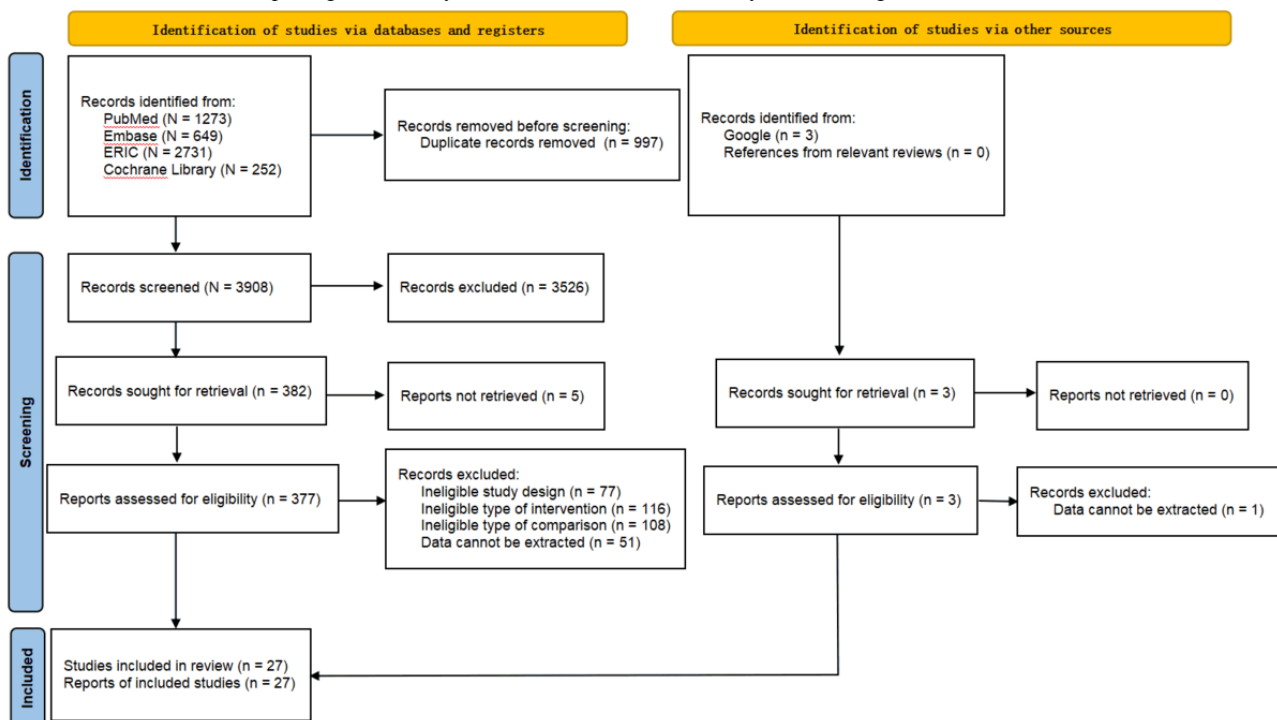 Identification of studies via databases and registers
Identification of studies via other sources
Identification
Records identified from:
PubMed (N = 1273)
Embase (N = 649)
ERIC (N = 2731)
Cochrane Library (N = 252)
Records removed before screening:
Duplicate records removed (n = 997)
Records identified from:
Google (n = 3)
References from relevant reviews (n = 0)
Screening
Records screened (N = 3908)
Records excluded (n = 3526)
Records sought for retrieval (n = 382)
Reports not retrieved (n = 5)
Records sought for retrieval (n = 3)
Reports not retrieved (n = 0)
Reports assessed for eligibility (n = 377)
Records excluded:
Ineligible study design (n = 77)
Ineligible type of intervention (n = 116)
Ineligible type of comparison (n = 108)
Data cannot be extracted (n = 51)
Reports assessed for eligibility (n = 3)
Records excluded:
Data cannot be extracted (n = 1)
Included
Studies included in review (n = 27)
Reports of included studies (n = 27)